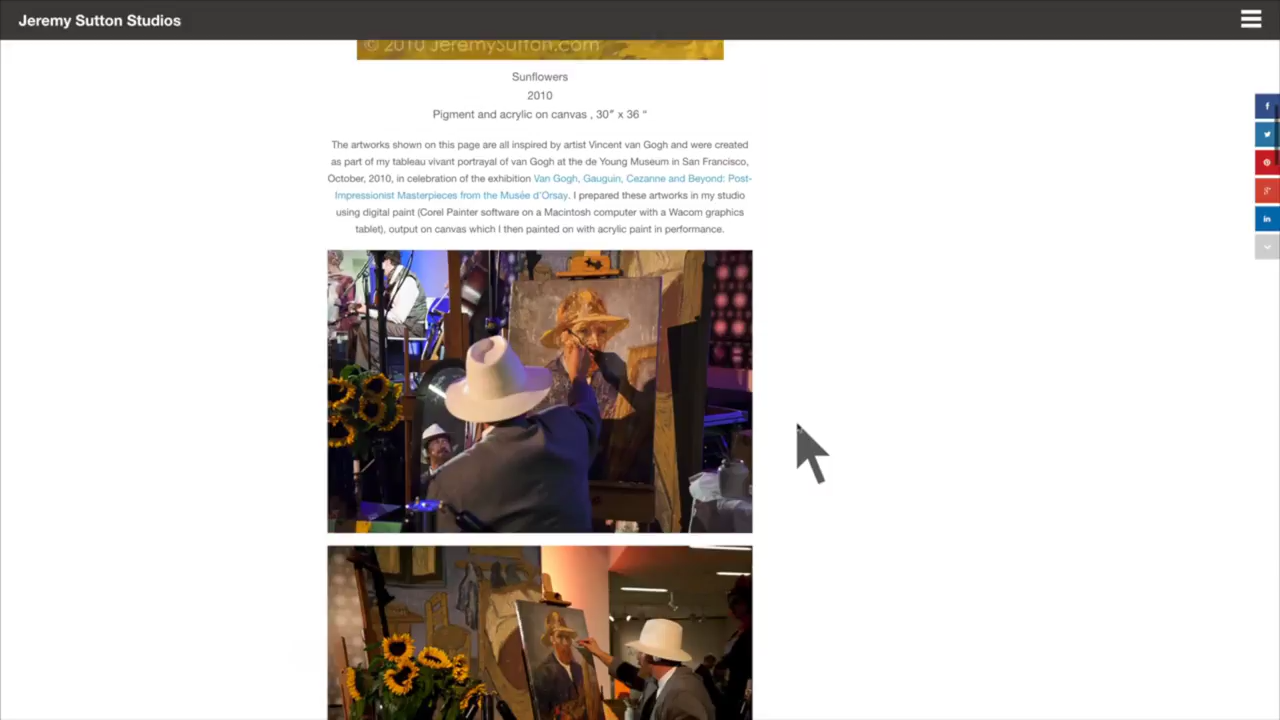 Jeremy Sutton Studios
© 2010 JeremySutton.com
Sunflowers
2010
Pigment and acrylic on canvas , 30″ x 36 “
The artworks shown on this page are all inspired by artist Vincent van Gogh and were created
as part of my tableau vivant portrayal of van Gogh at the de Young Museum in San Francisco,
October, 2010, in celebration of the exhibition Van Gogh, Gauguin, Cezanne and Beyond: Post-
Impressionist Masterpieces from the Musée d’Orsay. I prepared these artworks in my studio
using digital paint (Corel Painter software on a Macintosh computer with a Wacom graphics
tablet), output on canvas which I then painted on with acrylic paint in performance.